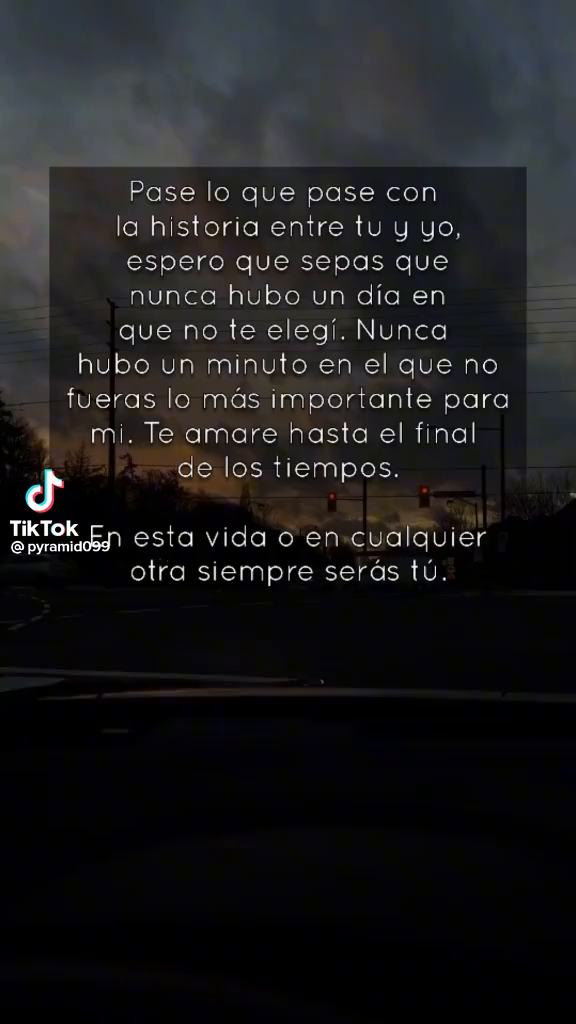 Pase lo que pase con
la historia entre tu y yo,
espero que sepas que
nunca hubo un día en
que no te elegí. Nunca
hubo un minuto en el que no
fueras lo más importante para
mi. Te amare hasta el final
de los tiempos.
En esta vida o en cualquier
otra siempre serás tú.
TikTok
@pyramid099